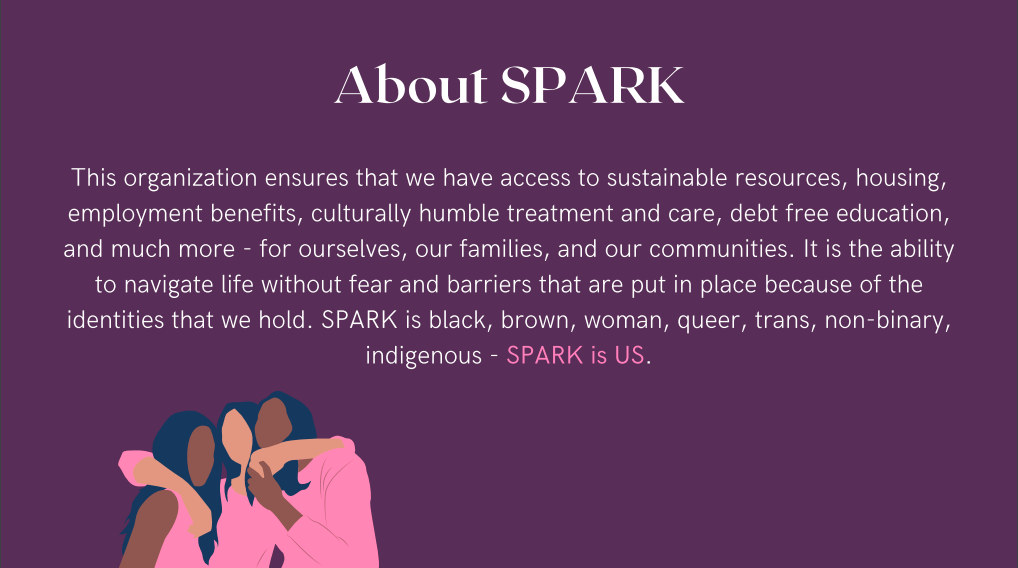 About SPARK
This organization ensures that we have access to sustainable resources, housing,
employment benefits, culturally humble treatment and care, debt free education,
and much more - for ourselves, our families, and our communities. It is the ability
to navigate life without fear and barriers that are put in place because of the
identities that we hold. SPARK is black, brown, woman, queer, trans, non-binary,
indigenous - SPARK is US.